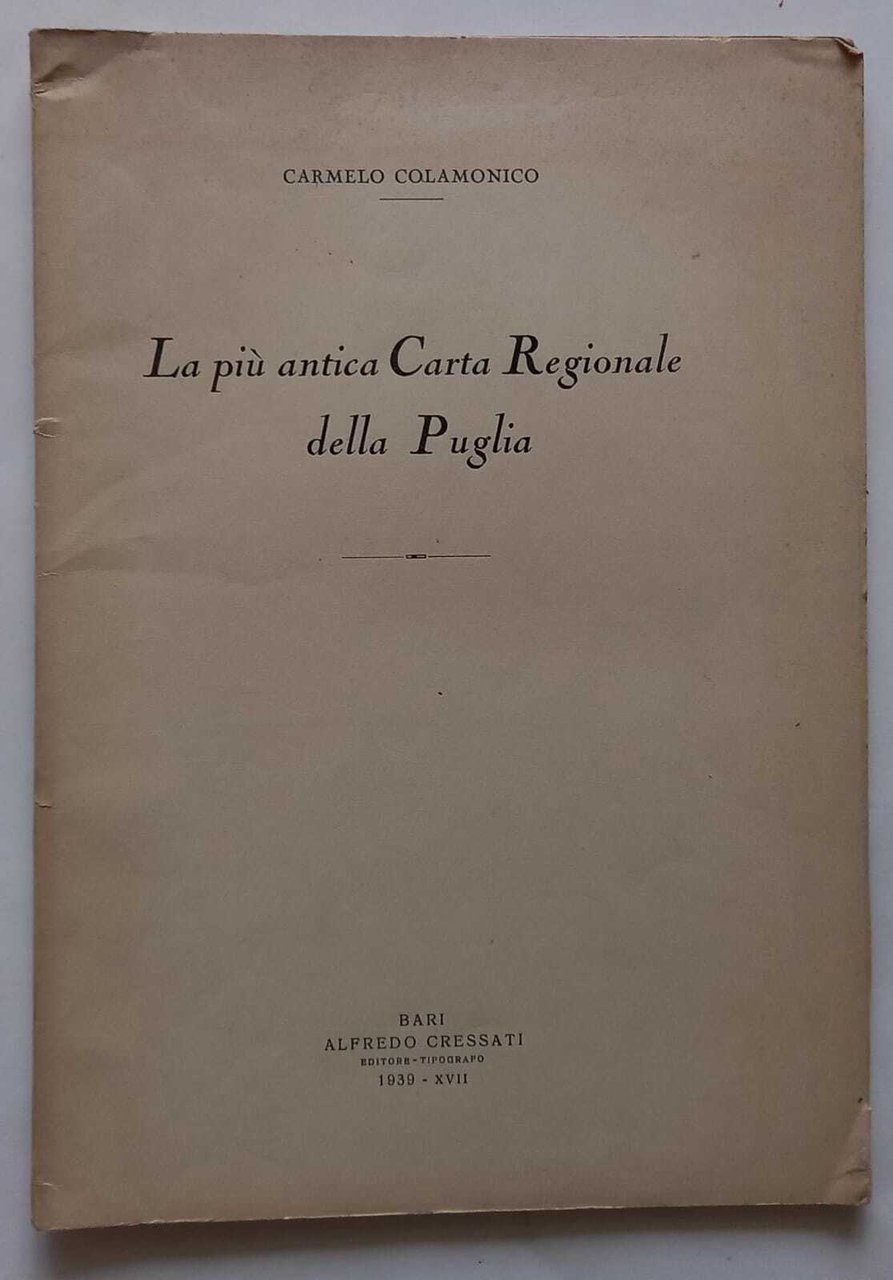 CARMELO COLAMONICO
La più antica Carta Regionale
della Puglia
BARI
ALFREDO CRESSATI
EDITORE-TIPOGRAFO
1939 - XVII